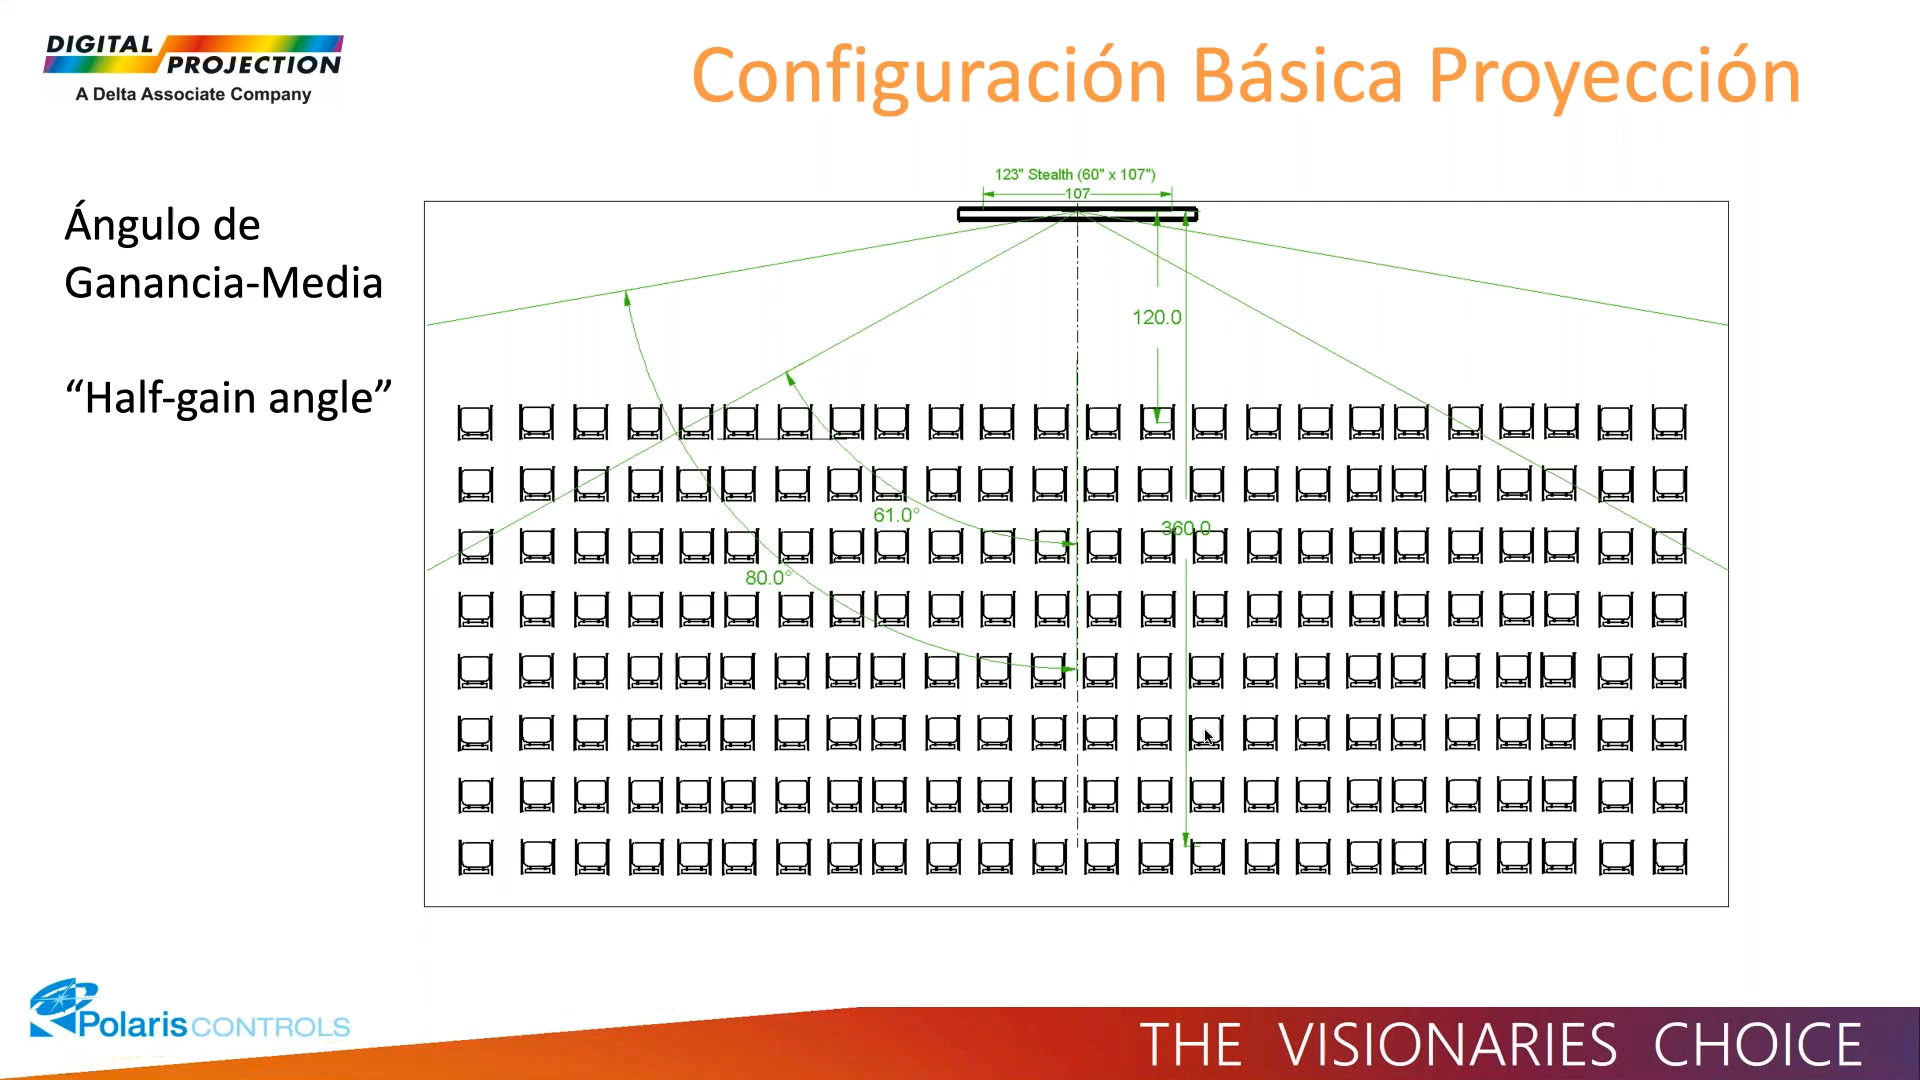 DIGITAL
PROJECTION
A Delta Associate Company
Configuración Básica Proyección
Ángulo de
Ganancia-Media
“Half-gain angle”
123" Stealth (60" x 107")
107
120.0
61.0°
360.0
80.0°
Polaris CONTROLS
THE VISIONARIES CHOICE